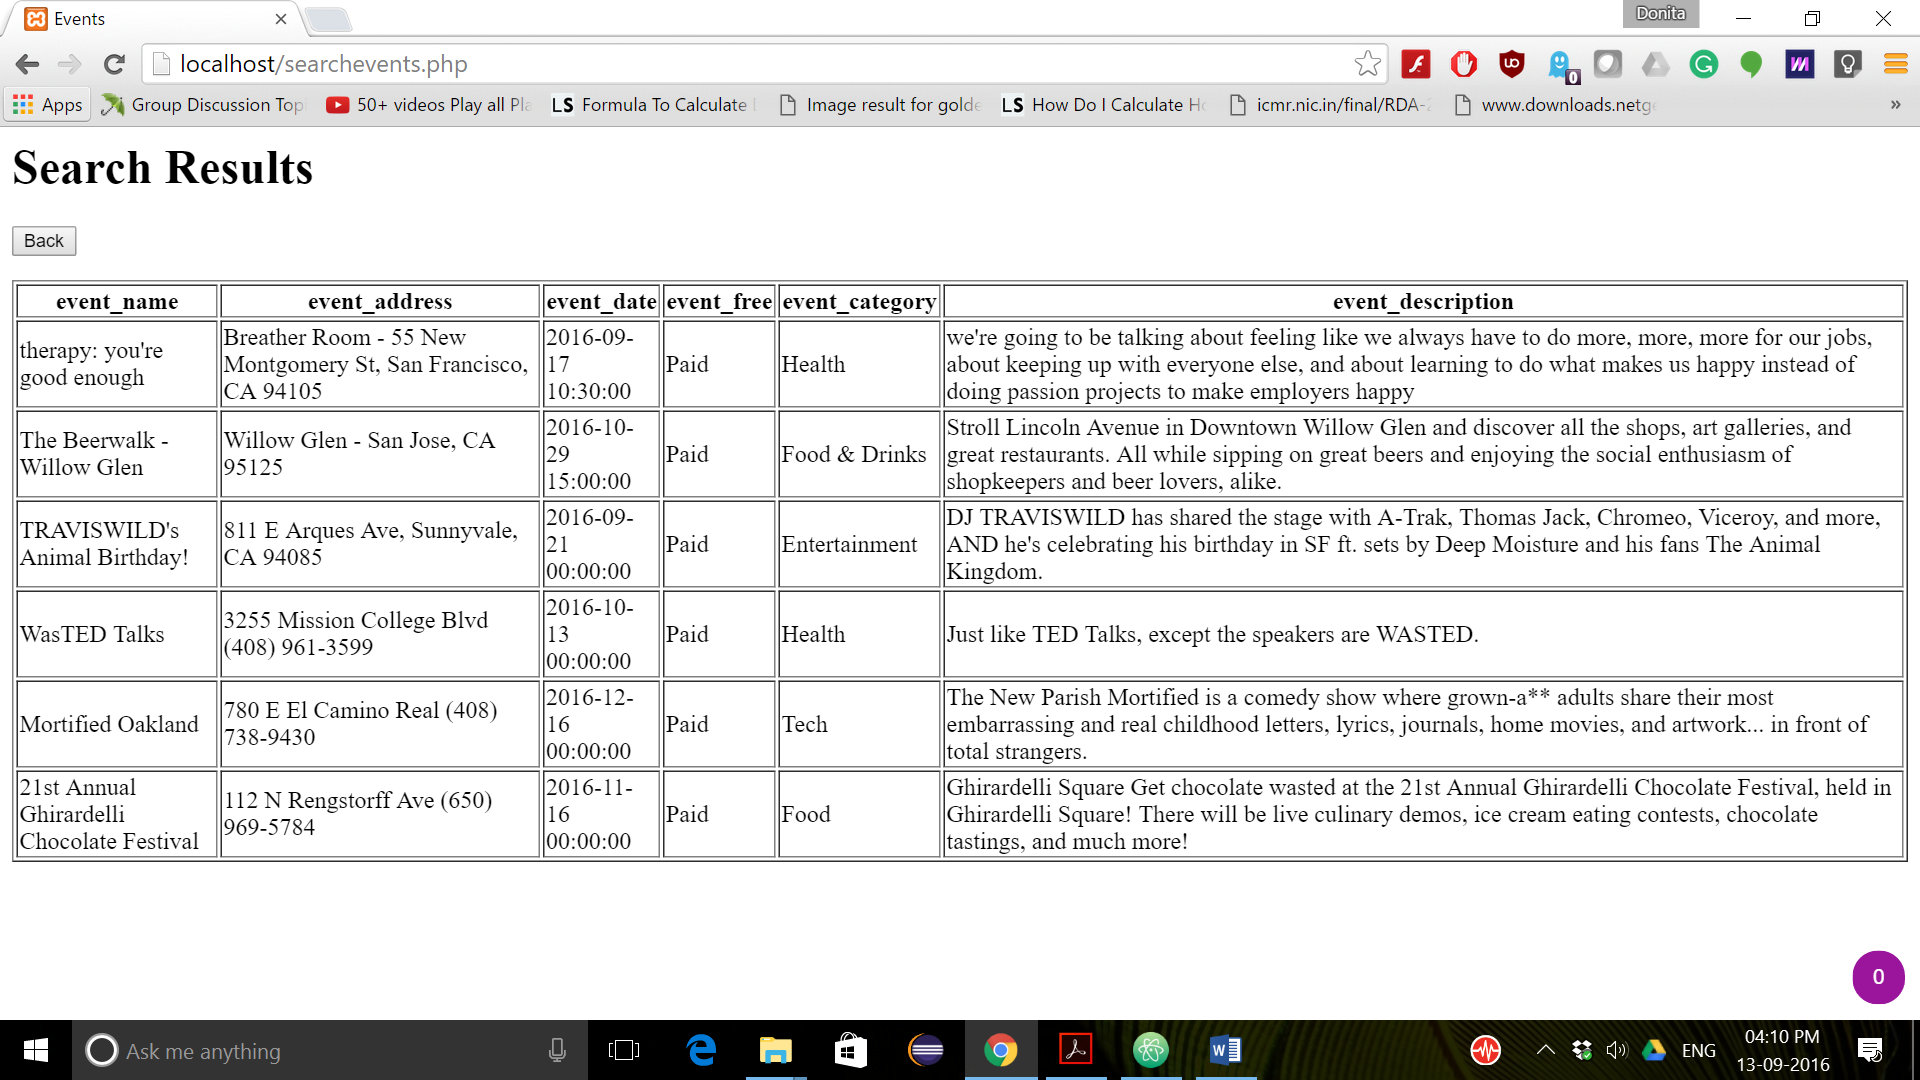 Events
Donita
localhost/searchevents.php
0
Apps
Group Discussion Top
50+ videos Play all Pla
LS Formula To Calculate
Image result for golde
LS How Do I Calculate H
icmr.nic.in/final/RDA-
www.downloads.netg
»
Search Results
Back
event_name event_address event_date event_free event_category event_description
therapy: you're
good enough
Breather Room - 55 New
Montgomery St, San Francisco,
CA 94105
2016-09-
17
10:30:00
Paid
Health
we're going to be talking about feeling like we always have to do more, more, more for our jobs,
about keeping up with everyone else, and about learning to do what makes us happy instead of
doing passion projects to make employers happy
The Beerwalk -
Willow Glen
Willow Glen - San Jose, CA
95125
2016-10-
29
15:00:00
Paid
Food & Drinks
Stroll Lincoln Avenue in Downtown Willow Glen and discover all the shops, art galleries, and
great restaurants. All while sipping on great beers and enjoying the social enthusiasm of
shopkeepers and beer lovers, alike.
TRAVISWILD's
Animal Birthday!
811 E Arques Ave, Sunnyvale,
CA 94085
2016-09-
21
00:00:00
Paid
Entertainment
DJ TRAVISWILD has shared the stage with A-Trak, Thomas Jack, Chromeo, Viceroy, and more,
AND he's celebrating his birthday in SF ft. sets by Deep Moisture and his fans The Animal
Kingdom.
WasTED Talks
3255 Mission College Blvd
(408) 961-3599
2016-10-
13
00:00:00
Paid
Health
Just like TED Talks, except the speakers are WASTED.
Mortified Oakland
780 E El Camino Real (408)
738-9430
2016-12-
16
00:00:00
Paid
Tech
The New Parish Mortified is a comedy show where grown-a** adults share their most
embarrassing and real childhood letters, lyrics, journals, home movies, and artwork... in front of
total strangers.
21st Annual
Ghirardelli
Chocolate Festival
112 N Rengstorff Ave (650)
969-5784
2016-11-
16
00:00:00
Paid
Food
Ghirardelli Square Get chocolate wasted at the 21st Annual Ghirardelli Chocolate Festival, held in
Ghirardelli Square! There will be live culinary demos, ice cream eating contests, chocolate
tastings, and much more!
0
Ask me anything
ENG
04:10 PM
13-09-2016